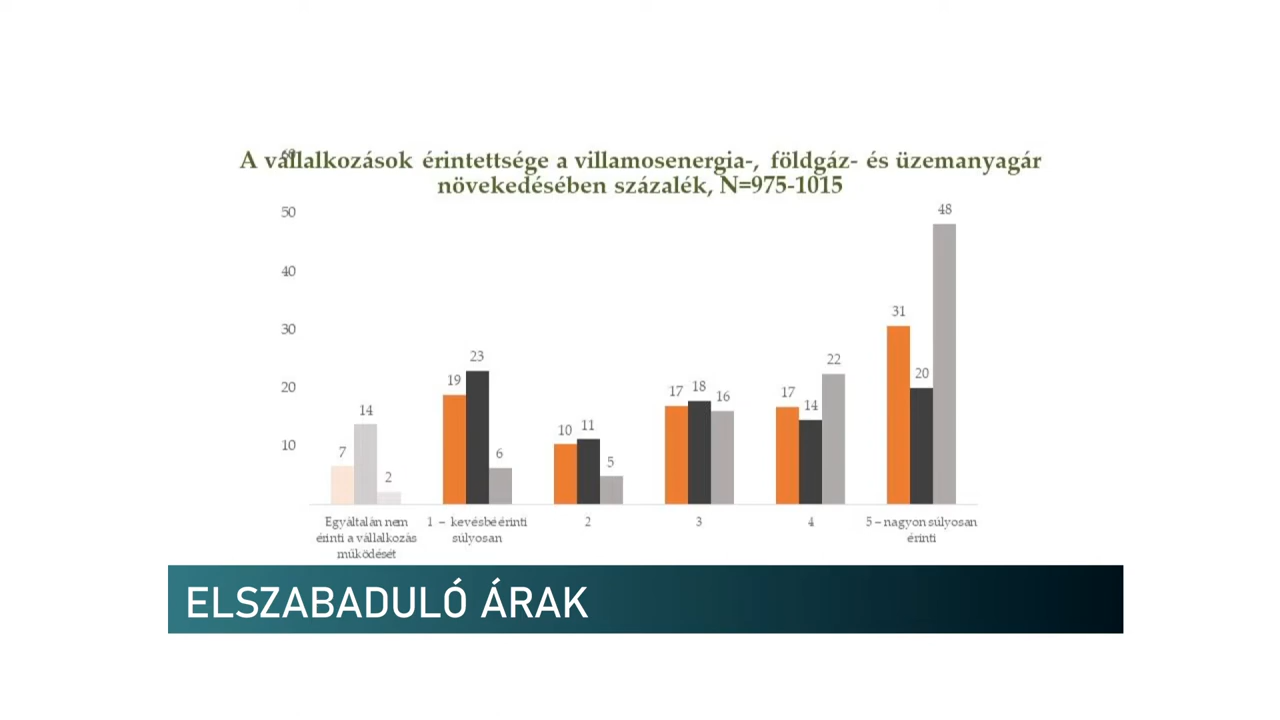 60
A vállalkozások érintettsége a villamosenergia-, földgáz- és üzemanyagár
növekedésében százalék, N=975-1015
50
40
30
20
10
7 14 2
19 23 6
10 11 5
17 18 16
17 14 22
31 20 48
Egyáltalán nem
érinti a vállalkozás
működését
1 – kevésbé érinti
súlyosan
2
3
4
5 – nagyon súlyosan
érinti
ELSZABADULÓ ÁRAK